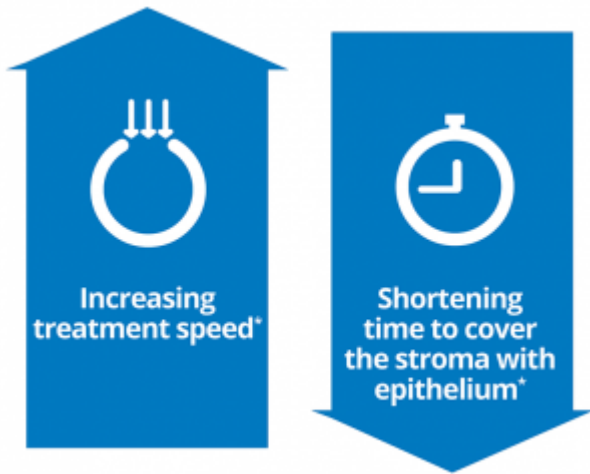 Increasing
treatment speed*
Shortening
time to cover
the stroma with
epithelium*